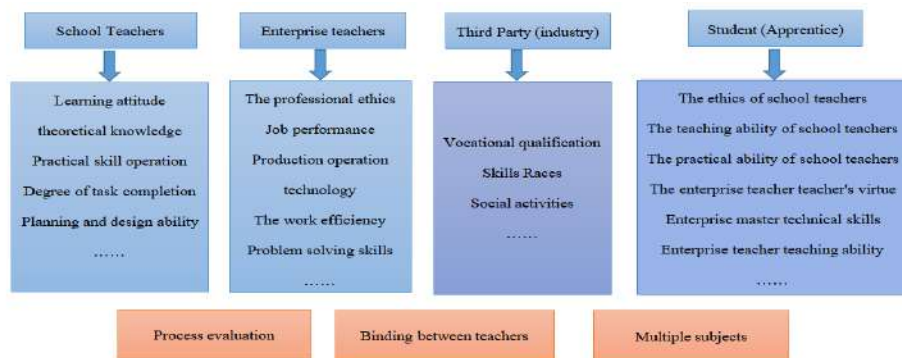 School Teachers
Enterprise teachers
Third Party (industry)
Student (Apprentice)
Learning attitude
theoretical knowledge
Practical skill operation
Degree of task completion
Planning and design ability
......
The professional ethics
Job performance
Production operation
technology
The work efficiency
Problem solving skills
......
Vocational qualification
Skills Races
Social activities
......
The ethics of school teachers
The teaching ability of school teachers
The practical ability of school teachers
The enterprise teacher teacher's virtue
Enterprise master technical skills
Enterprise teacher teaching ability
......
Process evaluation
Binding between teachers
Multiple subjects